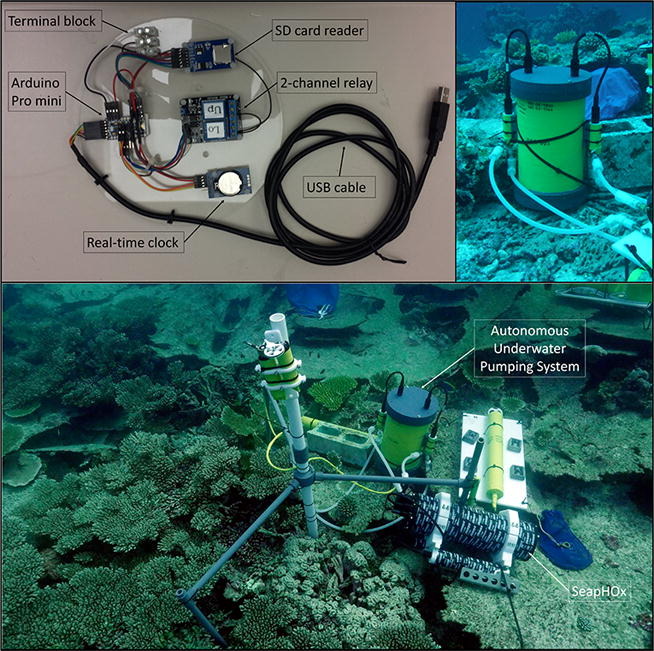 Terminal block
SD card reader
Arduino
Pro mini
2-channel relay
Up
Lo
USB cable
Real-time clock
Autonomous
Underwater
Pumping System
SeapHOx